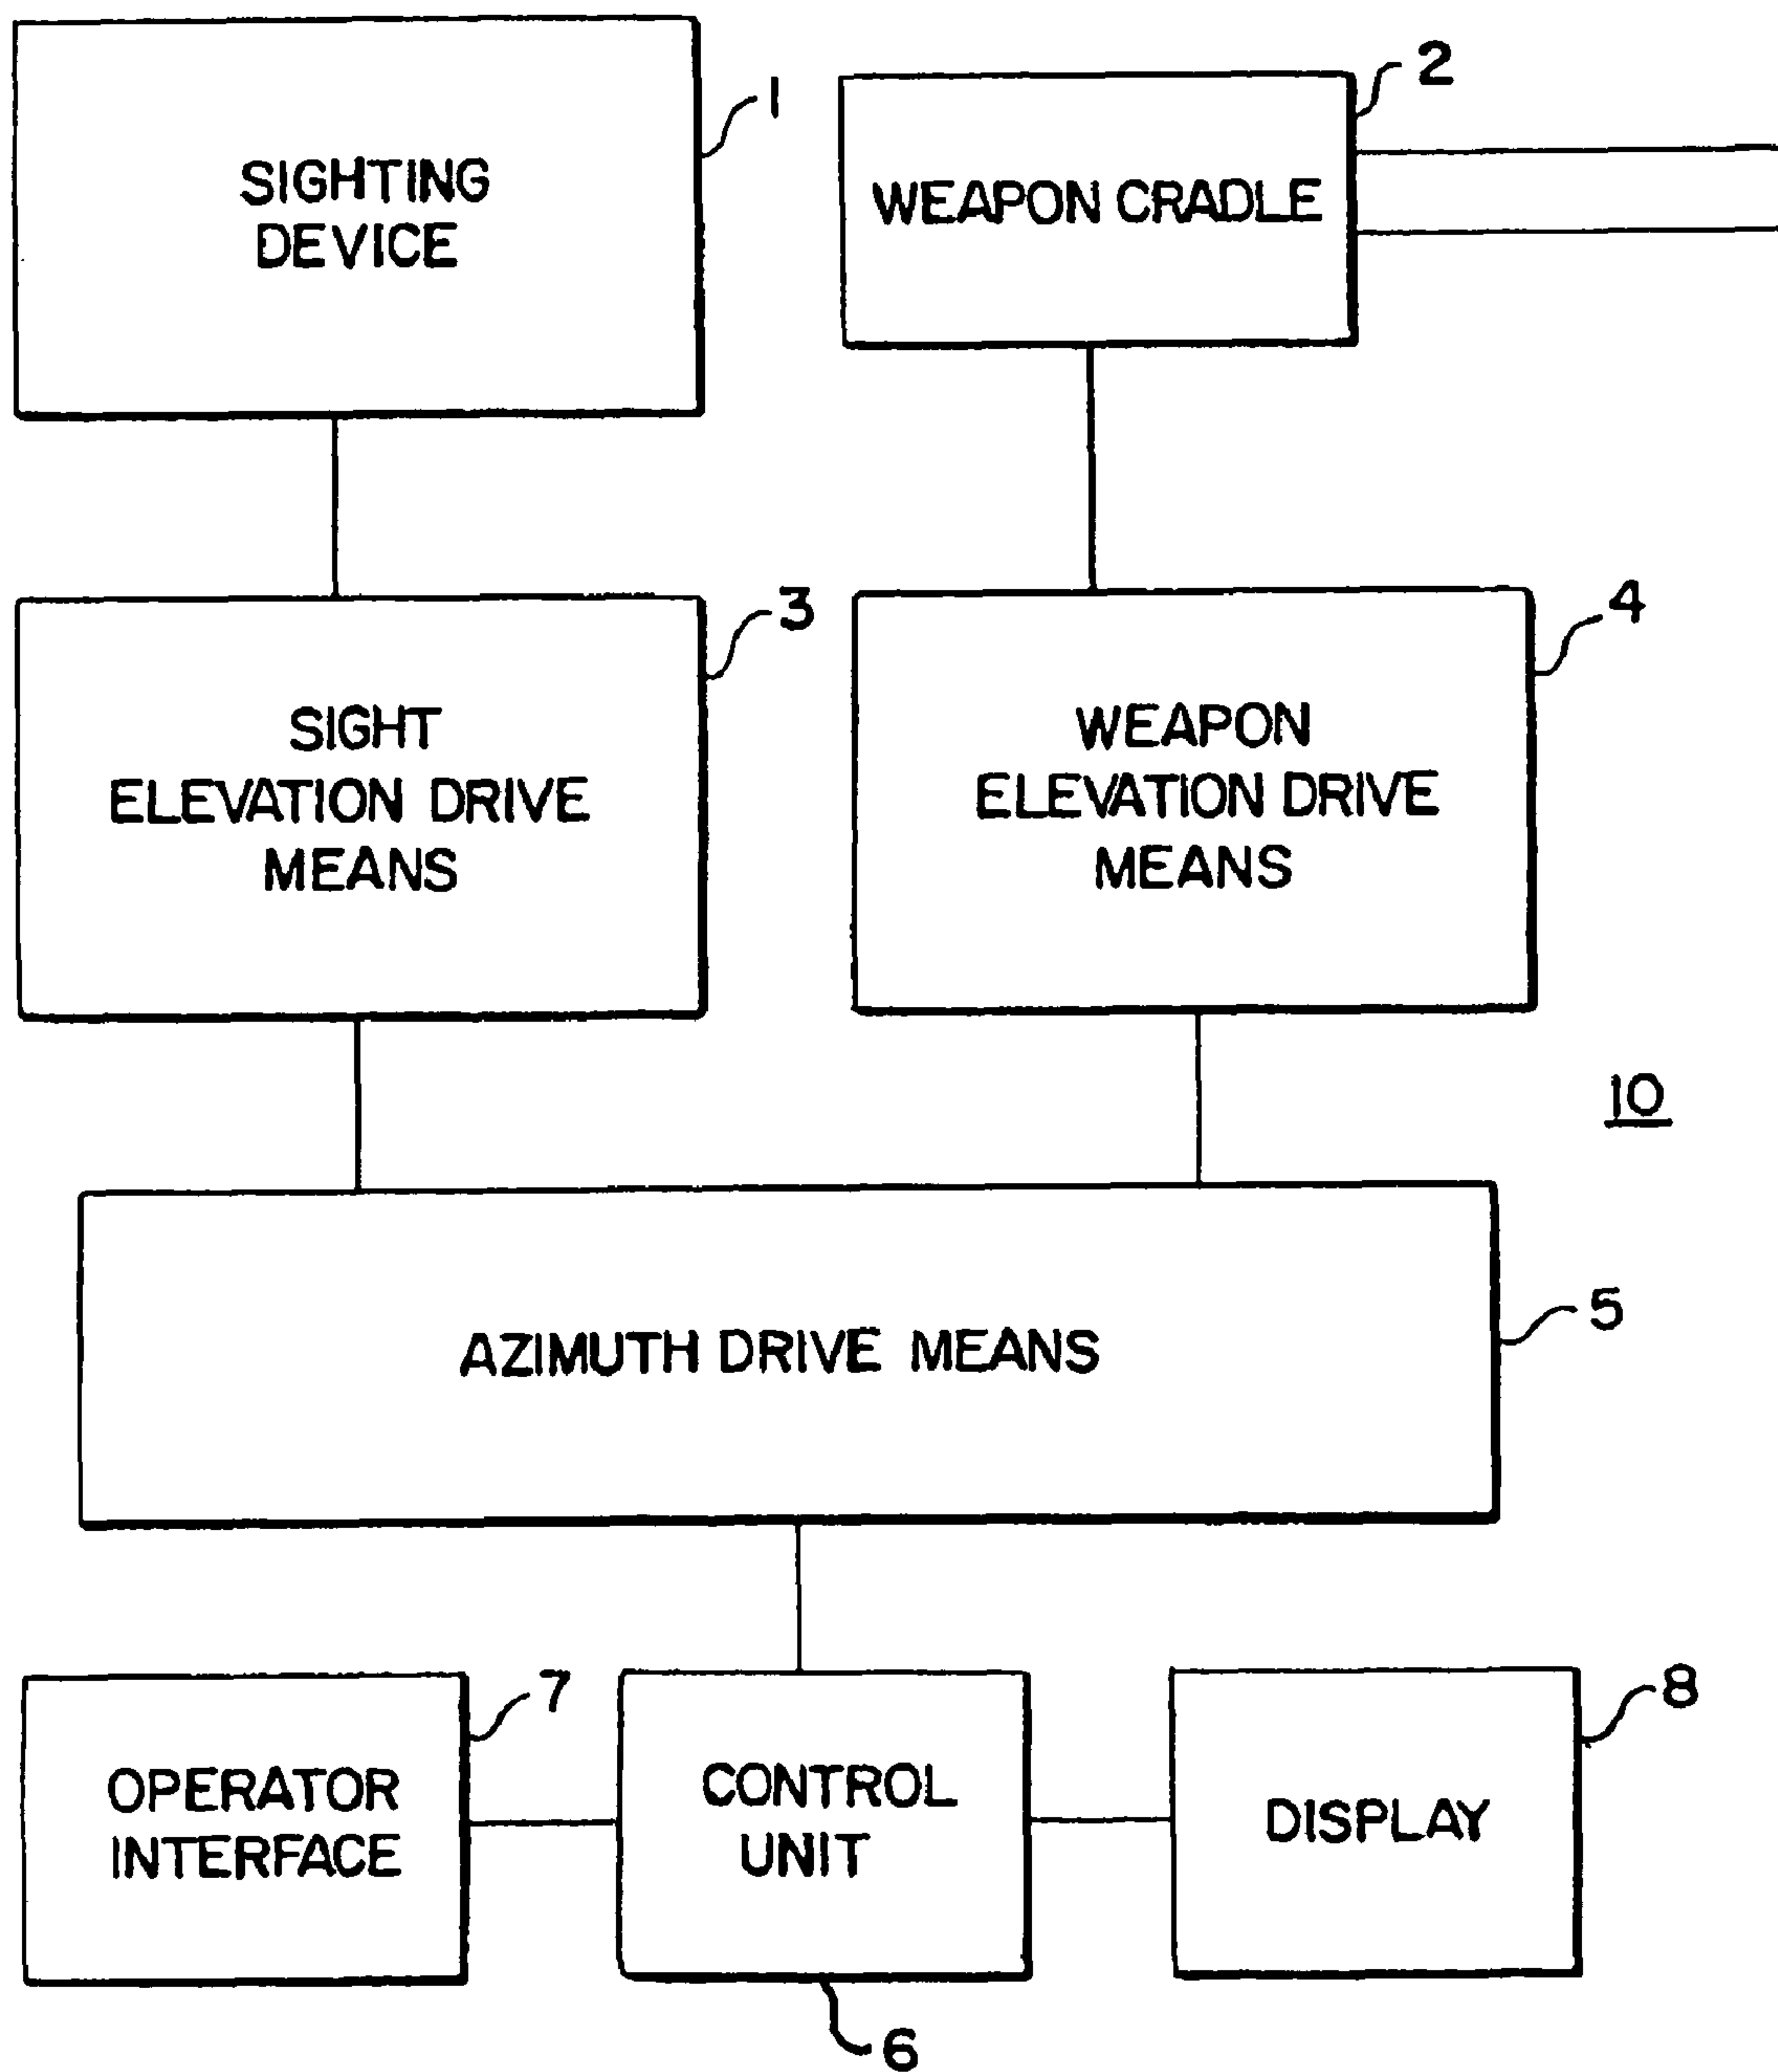 1
SIGHTING
DEVICE
2
WEAPON CRADLE
3
SIGHT
ELEVATION DRIVE
MEANS
4
WEAPON
ELEVATION DRIVE
MEANS
10
5
AZIMUTH DRIVE MEANS
7
OPERATOR
INTERFACE
CONTROL
UNIT
6
8
DISPLAY